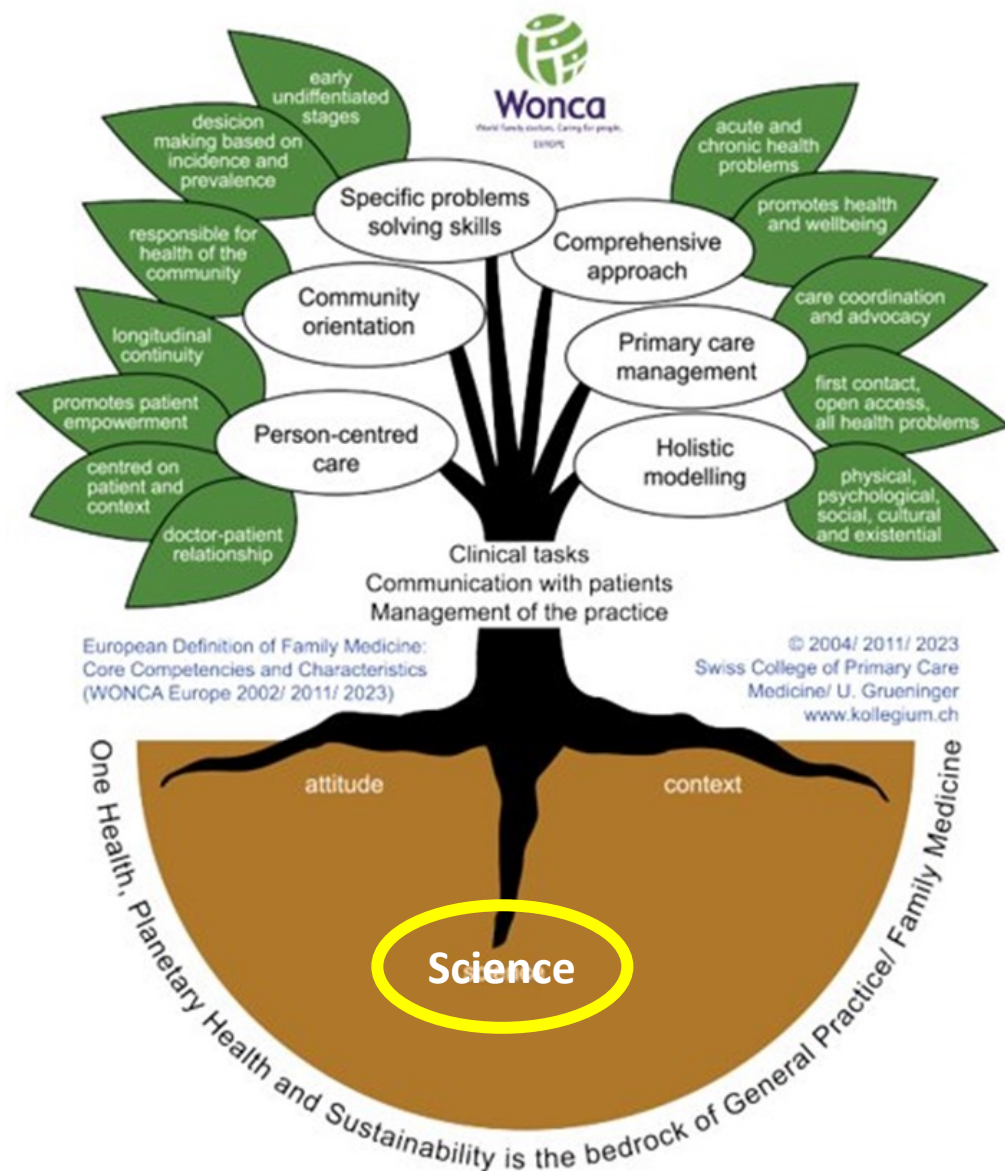 Wonca
World family doctors. Caring for people.
EUROPE
early
undiffentiated
stages
desicion
making based on
incidence and
prevalence
responsible for
health of the
community
longitudinal
continuity
promotes patient
empowerment
centred on
patient and
context
doctor-patient
relationship
Specific problems
solving skills
Community
orientation
Person-centred
care
Comprehensive
approach
Primary care
management
Holistic
modelling
acute and
chronic health
problems
promotes health
and wellbeing
care coordination
and advocacy
first contact,
open access,
all health problems
physical,
psychological,
social, cultural
and existential
Clinical tasks
Communication with patients
Management of the practice
European Definition of Family Medicine:
Core Competencies and Characteristics
(WONCA Europe 2002/ 2011/ 2023)
© 2004/ 2011/ 2023
Swiss College of Primary Care
Medicine/ U. Grueninger
www.kollegium.ch
attitude
context
Science
One Health, Planetary Health and Sustainability is the bedrock of General Practice/ Family Medicine